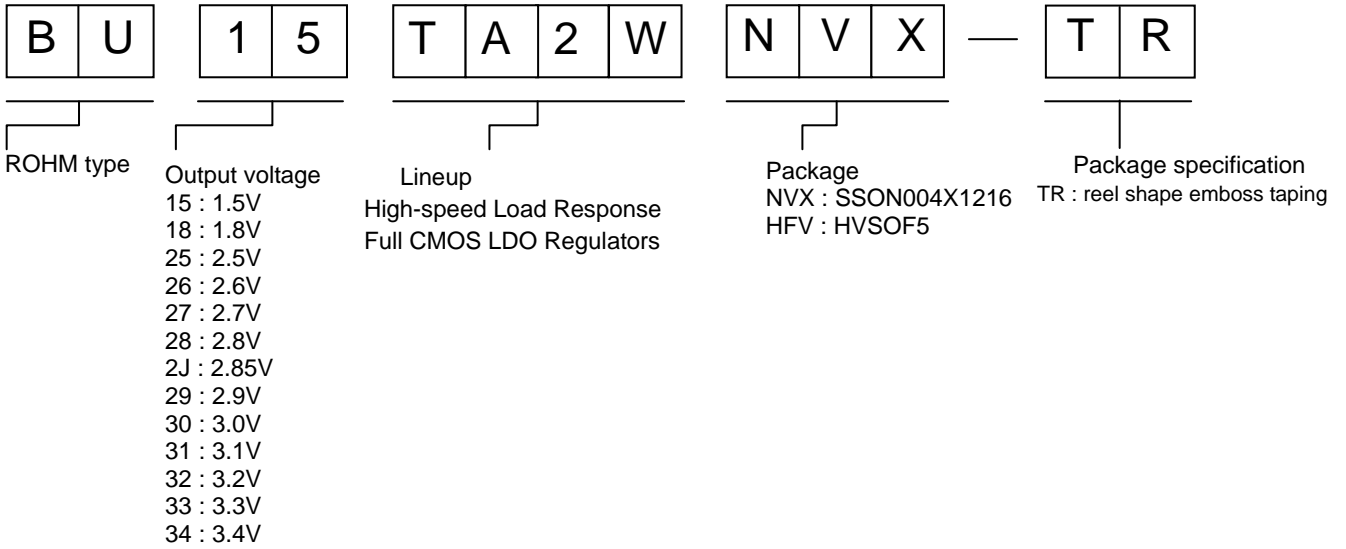 B U 1 5 T A 2 W N V X — T R
ROHM type
Output voltage
15 : 1.5V
18 : 1.8V
25 : 2.5V
26 : 2.6V
27 : 2.7V
28 : 2.8V
2J : 2.85V
29 : 2.9V
30 : 3.0V
31 : 3.1V
32 : 3.2V
33 : 3.3V
34 : 3.4V
Lineup
High-speed Load Response
Full CMOS LDO Regulators
Package
NVX : SSON004X1216
HFV : HVSOF5
Package specification
TR : reel shape emboss taping